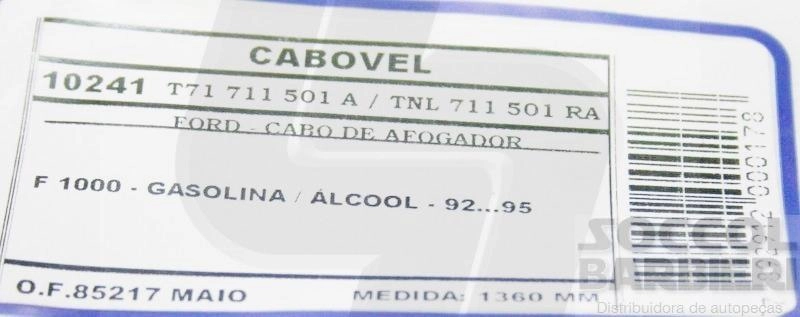 CABOVEL
10241 T71 711 501 A / TNL 711 501 RA
FORD - CABO DE AFOGADOR
F 1000 - GASOLINA / ÁLCOOL - 92...95
O.F.85217 MAIO MEDIDA: 1360 MM
SOCCOL
BARBIERI
Distribuidora de autopeças